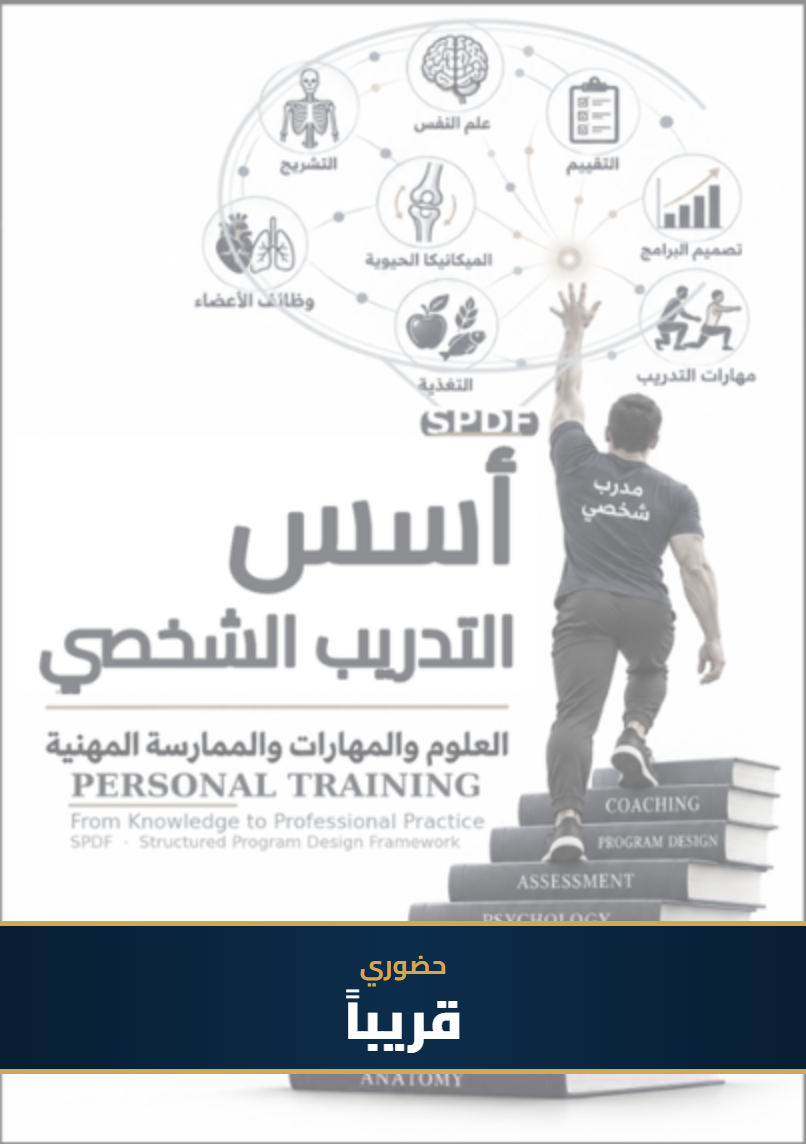 علم النفس
التشريح
التقييم
تصميم البرامج
الميكانيكا الحيوية
وظائف الأعضاء
مهارات التدريب
التغذية
SPDF
أسس
التدريب الشخصي
مدرب
شخصي
العلوم والمهارات والممارسة المهنية
PERSONAL TRAINING
From Knowledge to Professional Practice
SPDF · Structured Program Design Framework
COACHING
PROGRAM DESIGN
ASSESSMENT
PSYCHOLOGY
حضوري
قريباً
ANATOMY